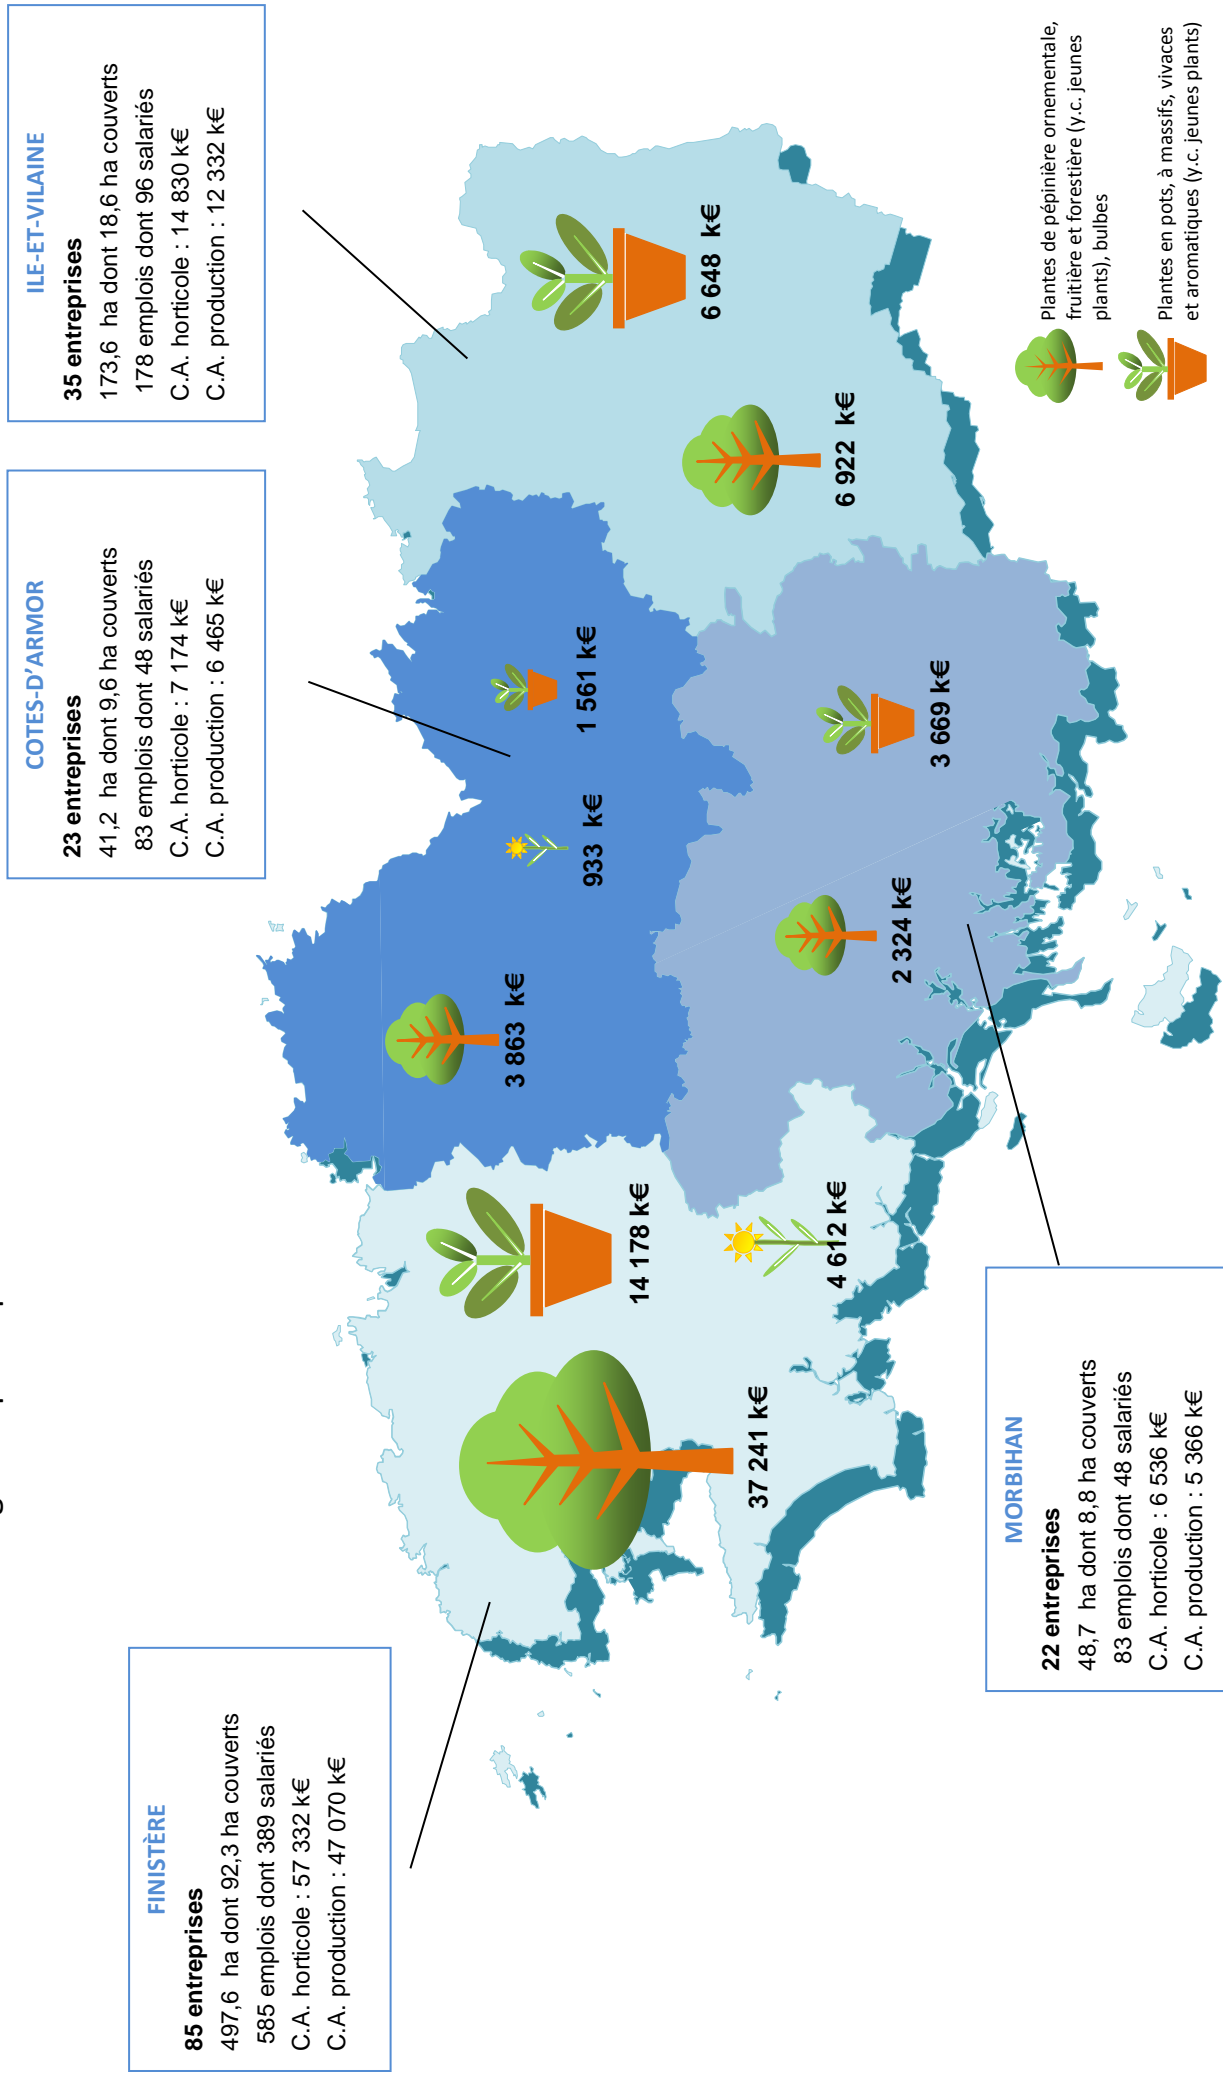 ILE-ET-VILAINE
35 entreprises
173,6 ha dont 18,6 ha couverts
178 emplois dont 96 salariés
C.A. horticole : 14 830 k€
C.A. production : 12 332 k€
COTES-D'ARMOR
23 entreprises
41,2 ha dont 9,6 ha couverts
83 emplois dont 48 salariés
C.A. horticole : 7 174 k€
C.A. production : 6 465 k€
FINISTÈRE
85 entreprises
497,6 ha dont 92,3 ha couverts
585 emplois dont 389 salariés
C.A. horticole : 57 332 k€
C.A. production : 47 070 k€
MORBIHAN
22 entreprises
48,7 ha dont 8,8 ha couverts
83 emplois dont 48 salariés
C.A. horticole : 6 536 k€
C.A. production : 5 366 k€
37 241 k€
14 178 k€
4 612 k€
3 863 k€
933 k€
1 561 k€
2 324 k€
3 669 k€
6 922 k€
6 648 k€
Plantes de pépinière ornementale,
fruitière et forestière (y.c. jeunes
plants), bulbes
Plantes en pots, à massifs, vivaces
et aromatiques (y.c. jeunes plants)